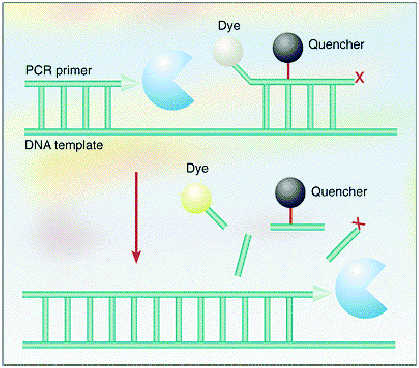 Dye
Quencher
PCR primer
X
DNA template
Dye
Quencher
X